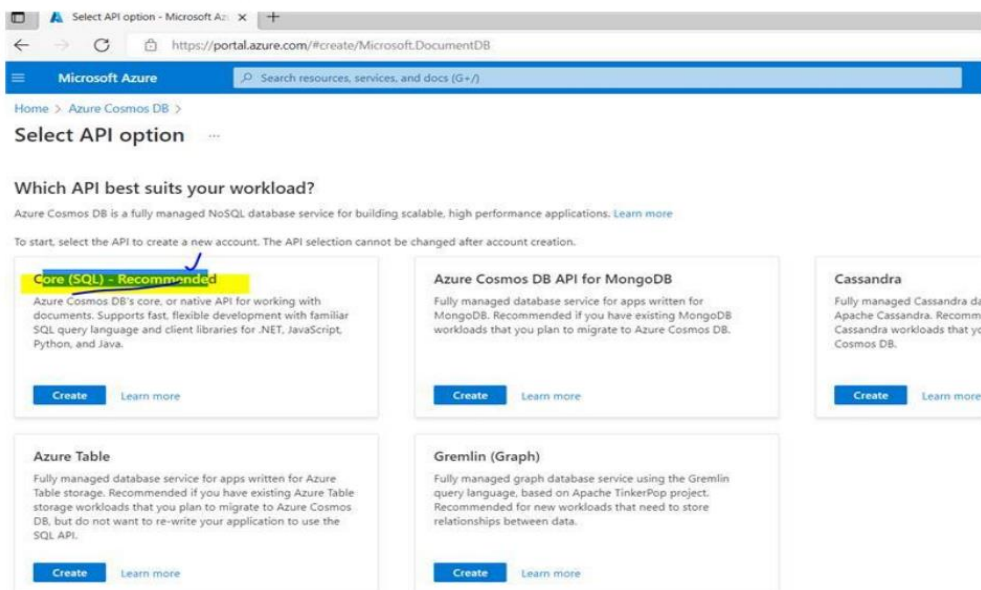 Select API option - Microsoft Az
https://portal.azure.com/#create/Microsoft.DocumentDB
Microsoft Azure
Search resources, services, and docs (G+/)
Home > Azure Cosmos DB >
Select API option ...
Which API best suits your workload?
Azure Cosmos DB is a fully managed NoSQL database service for building scalable, high performance applications. Learn more
To start, select the API to create a new account. The API selection cannot be changed after account creation.
Core (SQL) - Recommended
Azure Cosmos DB's core, or native API for working with
documents. Supports fast, flexible development with familiar
SQL query language and client libraries for .NET, JavaScript,
Python, and Java.
Create Learn more
Azure Cosmos DB API for MongoDB
Fully managed database service for apps written for
MongoDB. Recommended if you have existing MongoDB
workloads that you plan to migrate to Azure Cosmos DB.
Create Learn more
Cassandra
Fully managed Cassandra da
Apache Cassandra. Recomm
Cassandra workloads that yo
Cosmos DB.
Create Learn more
Azure Table
Fully managed database service for apps written for Azure
Table storage. Recommended if you have existing Azure Table
storage workloads that you plan to migrate to Azure Cosmos
DB, but do not want to re-write your application to use the
SQL API.
Create Learn more
Gremlin (Graph)
Fully managed graph database service using the Gremlin
query language, based on Apache TinkerPop project.
Recommended for new workloads that need to store
relationships between data.
Create Learn more